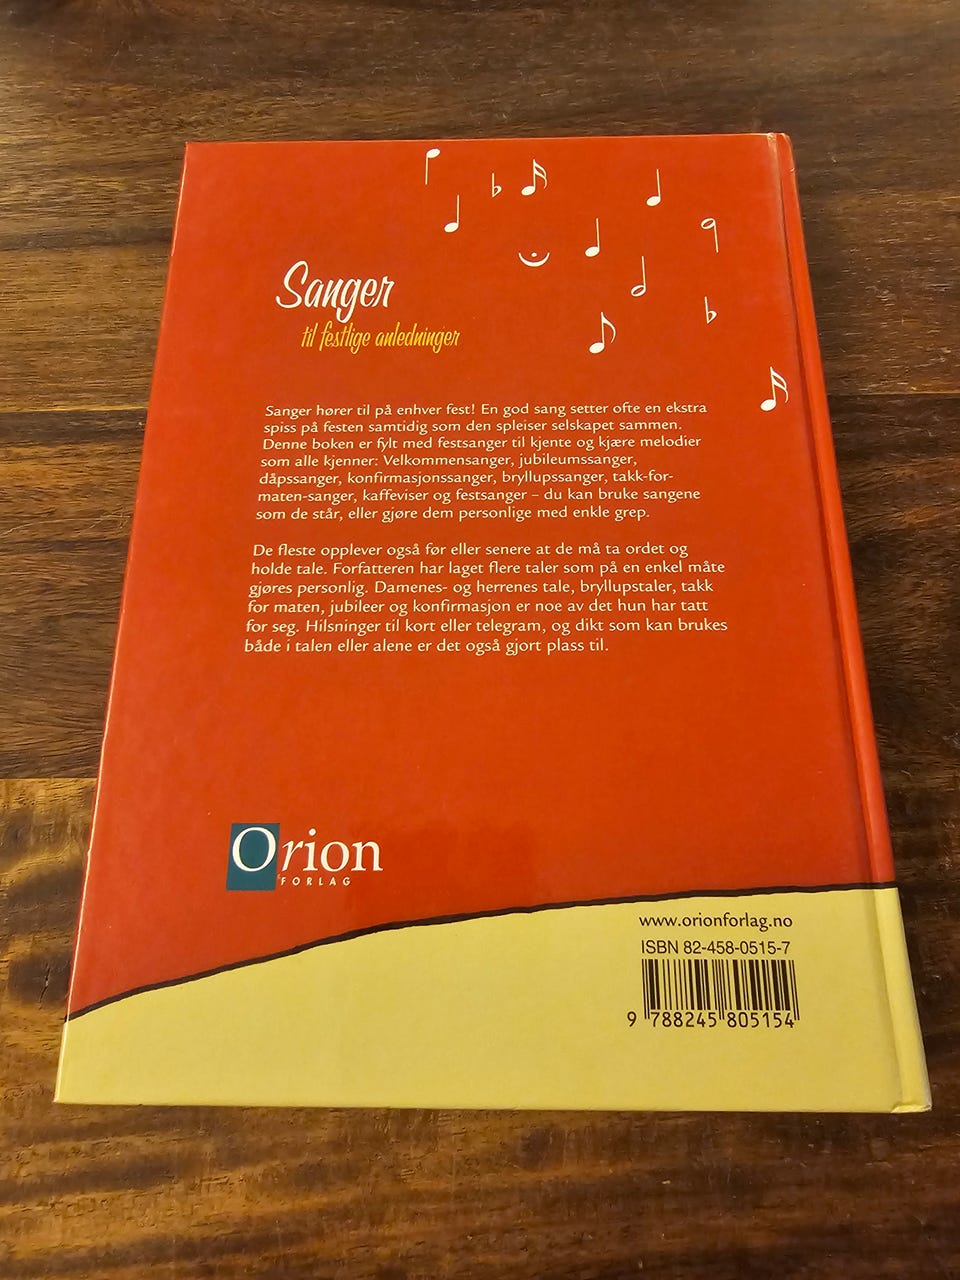 Sanger
til festlige anledninger
Sanger hører til på enhver fest! En god sang setter ofte en ekstra
spiss på festen samtidig som den spleiser selskapet sammen.
Denne boken er fylt med festsanger til kjente og kjære melodier
som alle kjenner: Velkommensanger, jubileumssanger,
dåpssanger, konfirmasjonssanger, bryllupssanger, takk-for-
maten-sanger, kaffeviser og festsanger – du kan bruke sangene
som de står, eller gjøre dem personlige med enkle grep.
De fleste opplever også før eller senere at de må ta ordet og
holde tale. Forfatteren har laget flere taler som på en enkel måte
gjøres personlig. Damenes- og herrenes tale, bryllupstaler, takk
for maten, jubileer og konfirmasjon er noe av det hun har tatt
for seg. Hilsninger til kort eller telegram, og dikt som kan brukes
både i talen eller alene er det også gjort plass til.
Orion
FORLAG
www.orionforlag.no
ISBN 82-458-0515-7
9 788245 805154